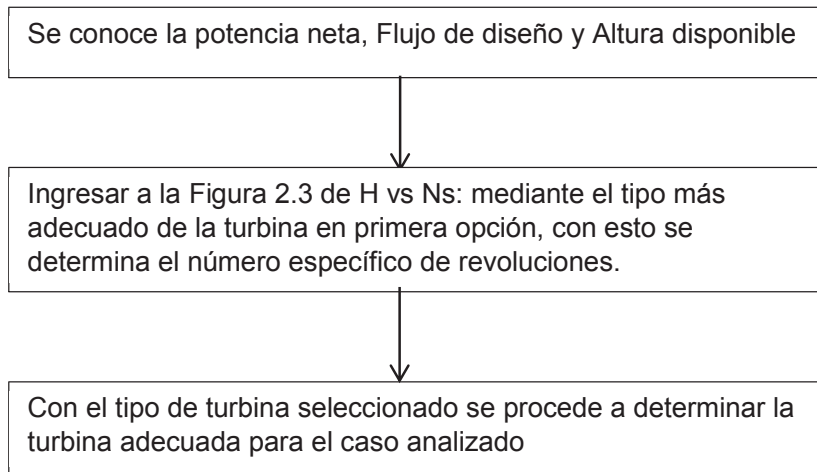 Se conoce la potencia neta, Flujo de diseño y Altura disponible
Ingresar a la Figura 2.3 de H vs Ns: mediante el tipo más
adecuado de la turbina en primera opción, con esto se
determina el número específico de revoluciones.
Con el tipo de turbina seleccionado se procede a determinar la
turbina adecuada para el caso analizado